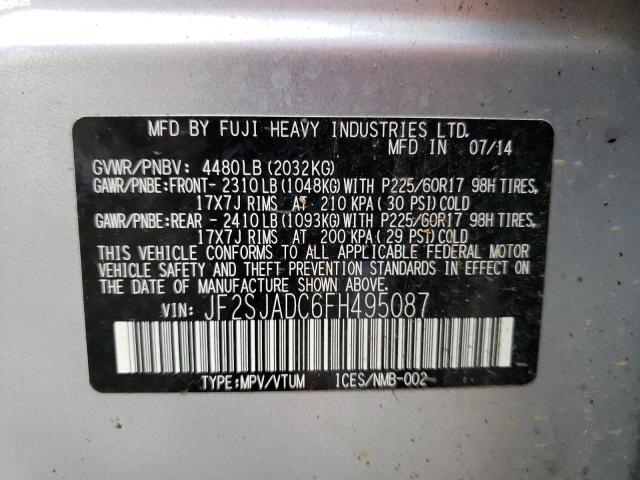 MFD BY FUJI HEAVY INDUSTRIES LTD.
MFD IN 07/14
GVWR/PNBV: 4480LB (2032KG)
GAWR/PNBE:FRONT- 2310 LB (1048KG) WITH P225/60R17 98H TIRES,
17X7J RIMS AT 210 KPA ( 30 PSI) COLD
GAWR/PNBE:REAR - 2410 LB (1093KG) WITH P225/60R17 98H TIRES,
17X7J RIMS AT 200 KPA ( 29 PSI) COLD
THIS VEHICLE CONFORMS TO ALL APPLICABLE FEDERAL MOTOR
VEHICLE SAFETY AND THEFT PREVENTION STANDARDS IN EFFECT
ON THE DATE OF MANUFACTURE SHOWN ABOVE.
VIN: JF2SJADC6FH495087
TYPE:MPV/VTUM ICES/NMB-002